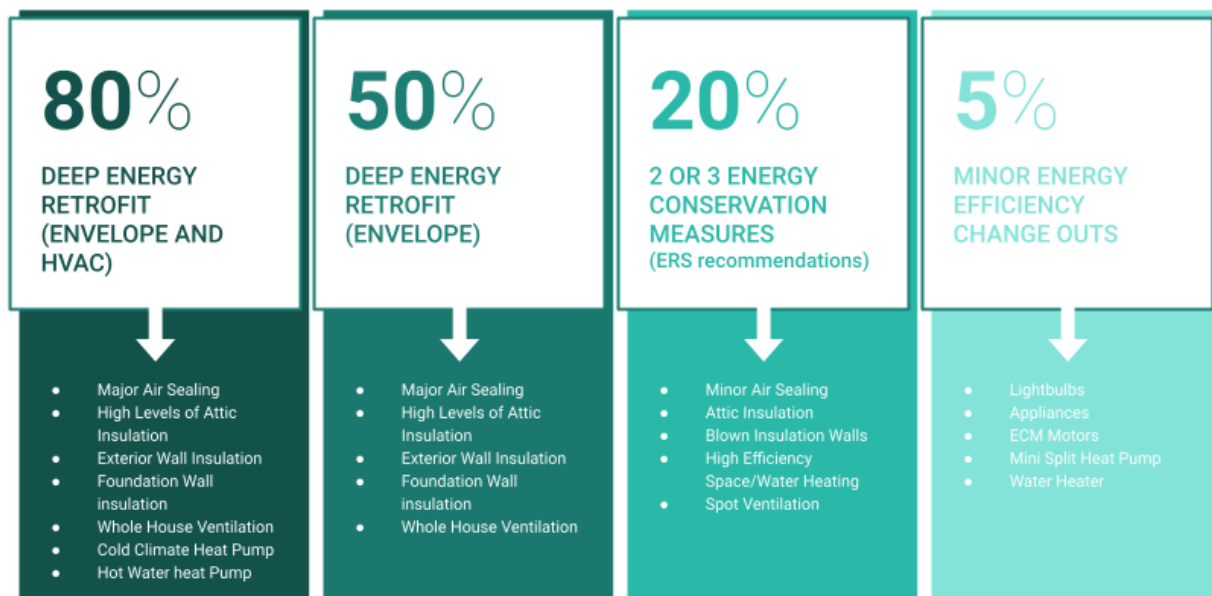 80%
DEEP ENERGY
RETROFIT
(ENVELOPE AND
HVAC)
● Major Air Sealing
● High Levels of Attic
Insulation
● Exterior Wall Insulation
● Foundation Wall
insulation
● Whole House Ventilation
● Cold Climate Heat Pump
● Hot Water heat Pump
50%
DEEP ENERGY
RETROFIT
(ENVELOPE)
● Major Air Sealing
● High Levels of Attic
Insulation
● Exterior Wall Insulation
● Foundation Wall
insulation
● Whole House Ventilation
20%
2 OR 3 ENERGY
CONSERVATION
MEASURES
(ERS recommendations)
● Minor Air Sealing
● Attic Insulation
● Blown Insulation Walls
● High Efficiency
Space/Water Heating
● Spot Ventilation
5%
MINOR ENERGY
EFFICIENCY
CHANGE OUTS
● Lightbulbs
● Appliances
● ECM Motors
● Mini Split Heat Pump
● Water Heater